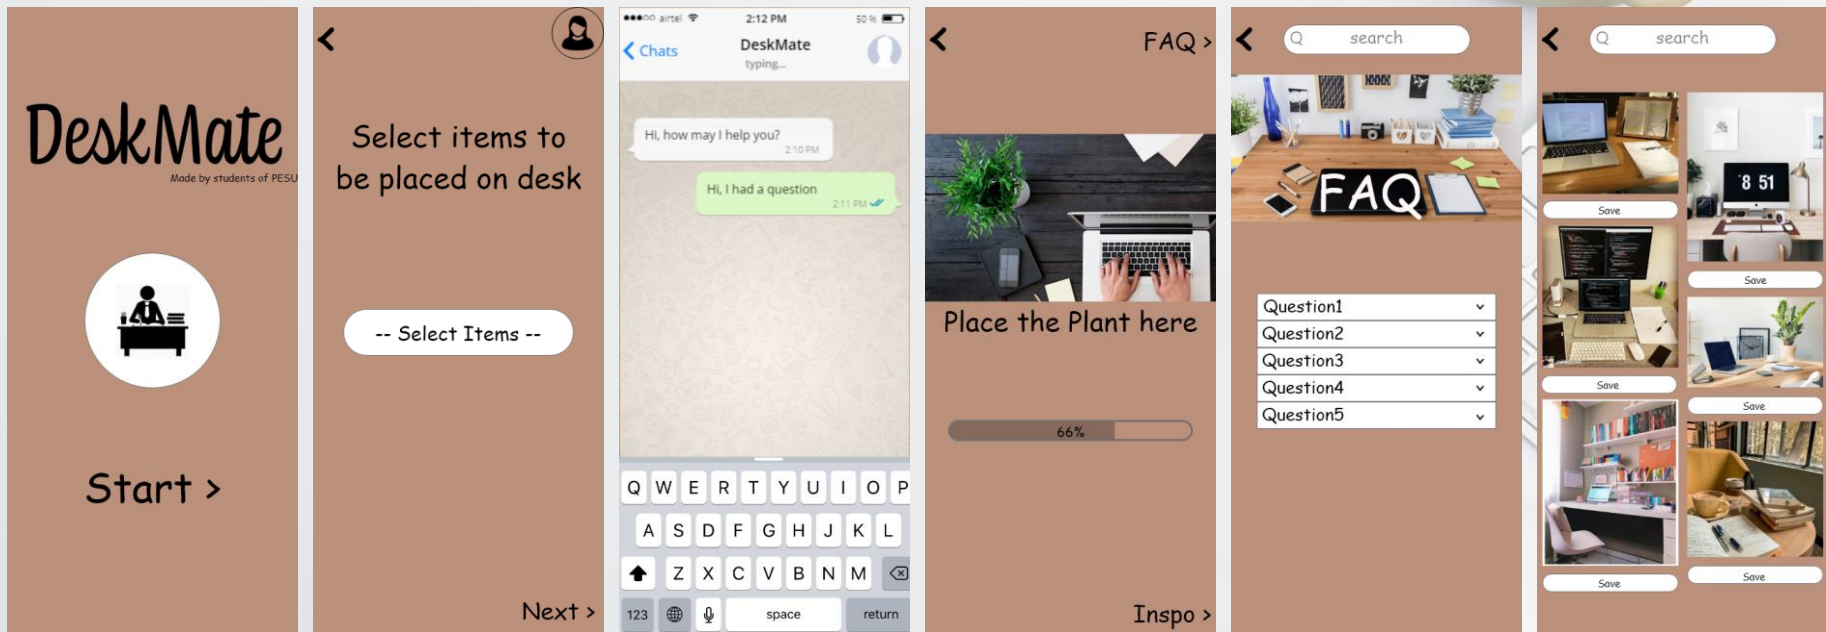 DeskMate
Made by students of PESU
Start >
Select items to
be placed on desk
-- Select Items --
Next >
airtel
2:12 PM
50 %
Chats
DeskMate
typing...
Hi, how may I help you?
2:10 PM
Hi, I had a question
2:11 PM
Q W E R T Y U I O P
A S D F G H J K L
Z X C V B N M
123
space
return
FAQ >
Place the Plant here
66%
Inspo >
search
FAQ
Question1
Question2
Question3
Question4
Question5
search
Save
8 51
Save
Save
Save
Save
Save
Save